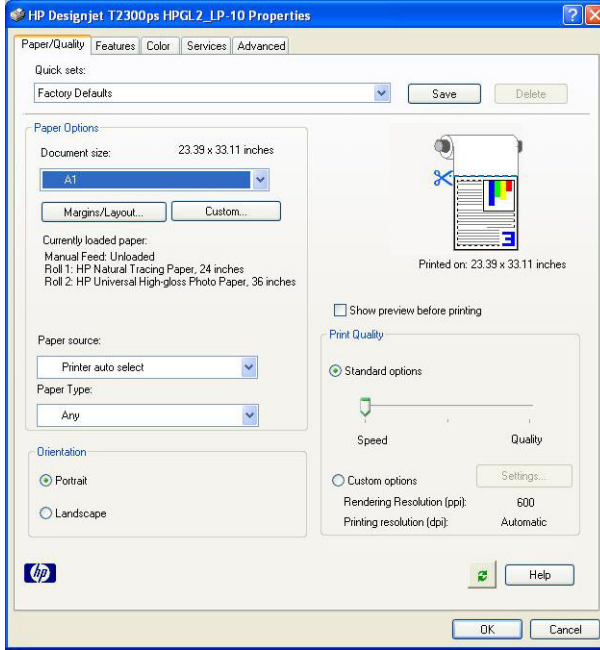 HP Designjet T2300ps HPGL2_LP-10 Properties
Paper/Quality Features Color Services Advanced
Quick sets:
Factory Defaults Save Delete
Paper Options
Document size: 23.39 x 33.11 inches
A1
Margins/Layout... Custom...
Currently loaded paper:
Manual Feed: Unloaded
Roll 1: HP Natural Tracing Paper, 24 inches
Roll 2: HP Universal High-gloss Photo Paper, 36 inches
Paper source:
Printer auto select
Paper Type:
Any
Orientation
Portrait
Landscape
3
Printed on: 23.39 x 33.11 inches
Show preview before printing
Print Quality
Standard options
Speed Quality
Custom options Settings...
Rendering Resolution (ppi): 600
Printing resolution (dpi): Automatic
hp
Help
OK Cancel